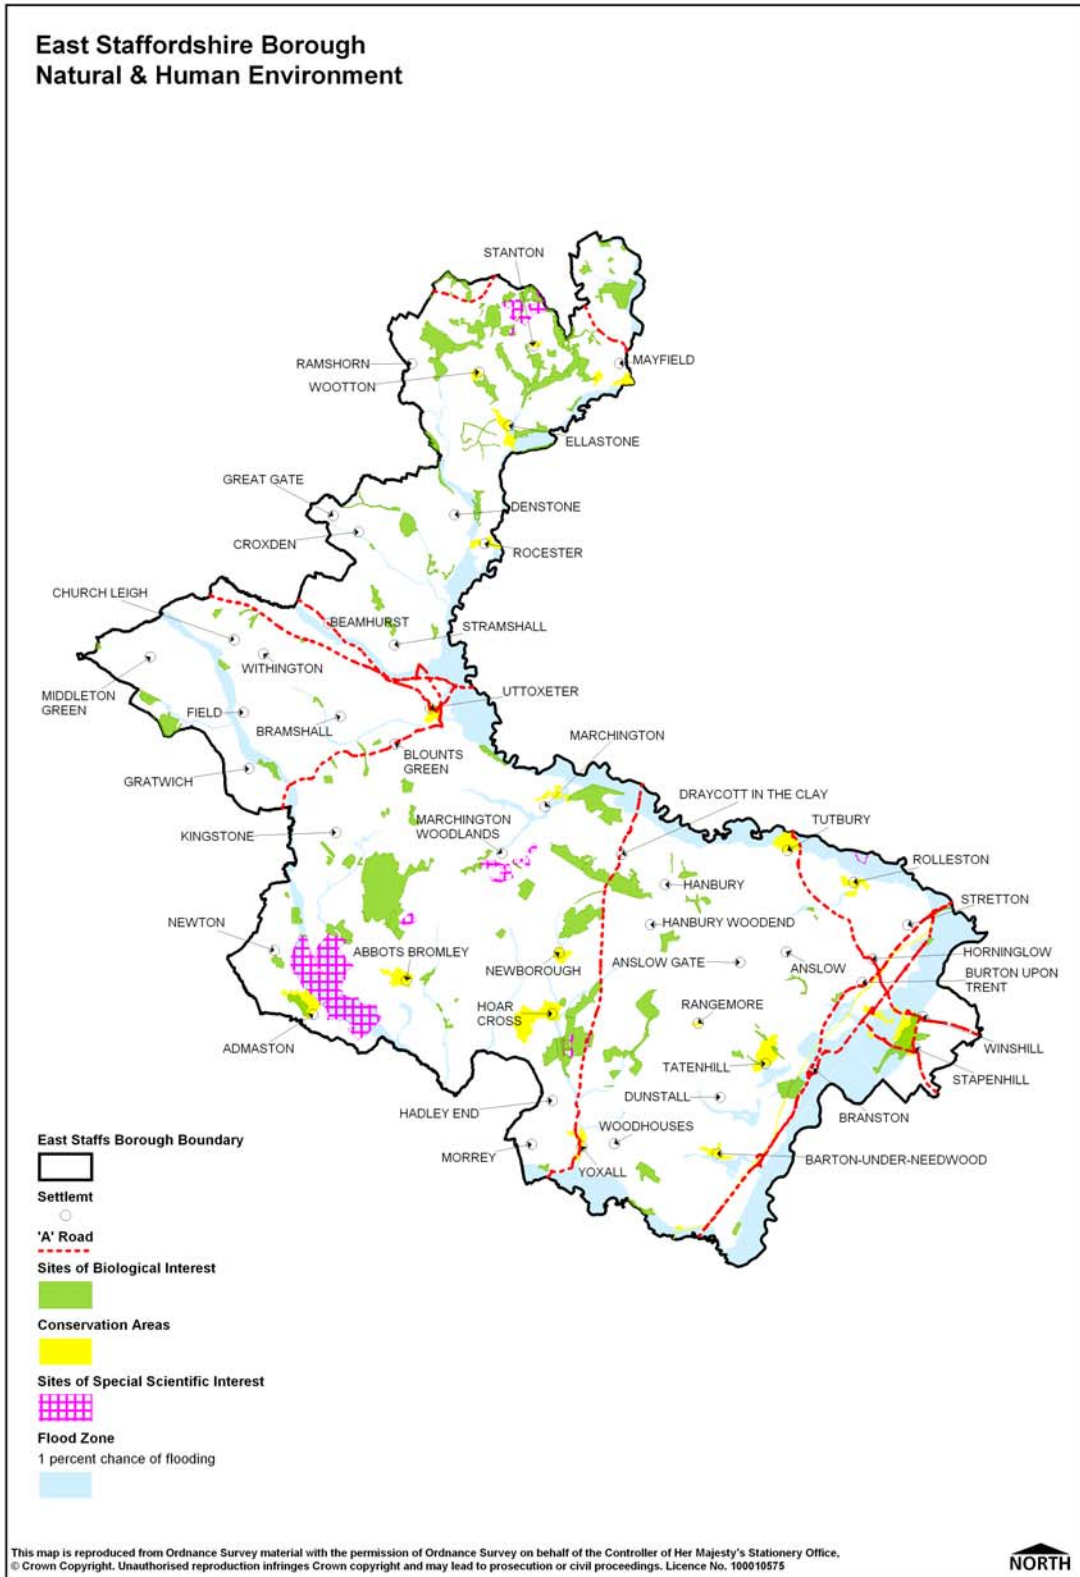 East Staffordshire Borough
Natural & Human Environment
STANTON
RAMSHORN
MAYFIELD
WOOTTON
ELLASTONE
GREAT GATE
DENSTONE
CROXDEN
ROCESTER
CHURCH LEIGH
BEAMHURST
STRAMSHALL
WITHINGTON
MIDDLETON
GREEN
UTTOXETER
FIELD
BRAMSHALL
MARCHINGTON
BLOUNTS
GREEN
GRATWICH
DRAYCOTT IN THE CLAY
MARCHINGTON
WOODLANDS
TUTBURY
KINGSTONE
ROLLESTON
HANBURY
STRETTON
NEWTON
HANBURY WOODEND
ABBOTS BROMLEY
HORNINGLOW
NEWBOROUGH
ANSLOW GATE
ANSLOW
BURTON UPON
TRENT
HOAR
CROSS
RANGEMORE
ADMASTON
WINSHILL
TATENHILL
STAPENHILL
DUNSTALL
HADLEY END
BRANSTON
WOODHOUSES
MORREY
BARTON-UNDER-NEEDWOOD
YOXALL
East Staffs Borough Boundary
Settlemt
'A' Road
Sites of Biological Interest
Conservation Areas
Sites of Special Scientific Interest
Flood Zone
1 percent chance of flooding
This map is reproduced from Ordnance Survey material with the permission of Ordnance Survey on behalf of the Controller of Her Majesty's Stationery Office,
© Crown Copyright. Unauthorised reproduction infringes Crown copyright and may lead to prosecution or civil proceedings. Licence No. 100010575
NORTH